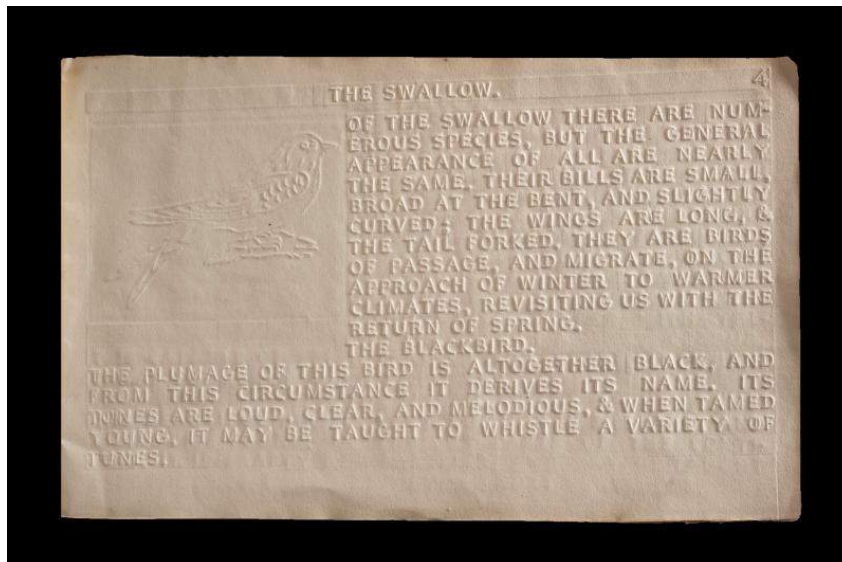 4
THE SWALLOW.
OF THE SWALLOW THERE ARE NUM-
EROUS SPECIES, BUT THE GENERAL
APPEARANCE OF ALL ARE NEARLY
THE SAME. THEIR BILLS ARE SMALL,
BROAD AT THE BENT, AND SLIGHTLY
CURVED; THE WINGS ARE LONG, &
THE TAIL FORKED. THEY ARE BIRDS
OF PASSAGE, AND MIGRATE, ON THE
APPROACH OF WINTER TO WARMER
CLIMATES, REVISITING US WITH THE
RETURN OF SPRING.
THE BLACKBIRD.
THE PLUMAGE OF THIS BIRD IS ALTOGETHER BLACK, AND
FROM THIS CIRCUMSTANCE IT DERIVES ITS NAME. ITS
TONES ARE LOUD, CLEAR, AND MELODIOUS, & WHEN TAMED
YOUNG, IT MAY BE TAUGHT TO WHISTLE A VARIETY OF
TUNES.